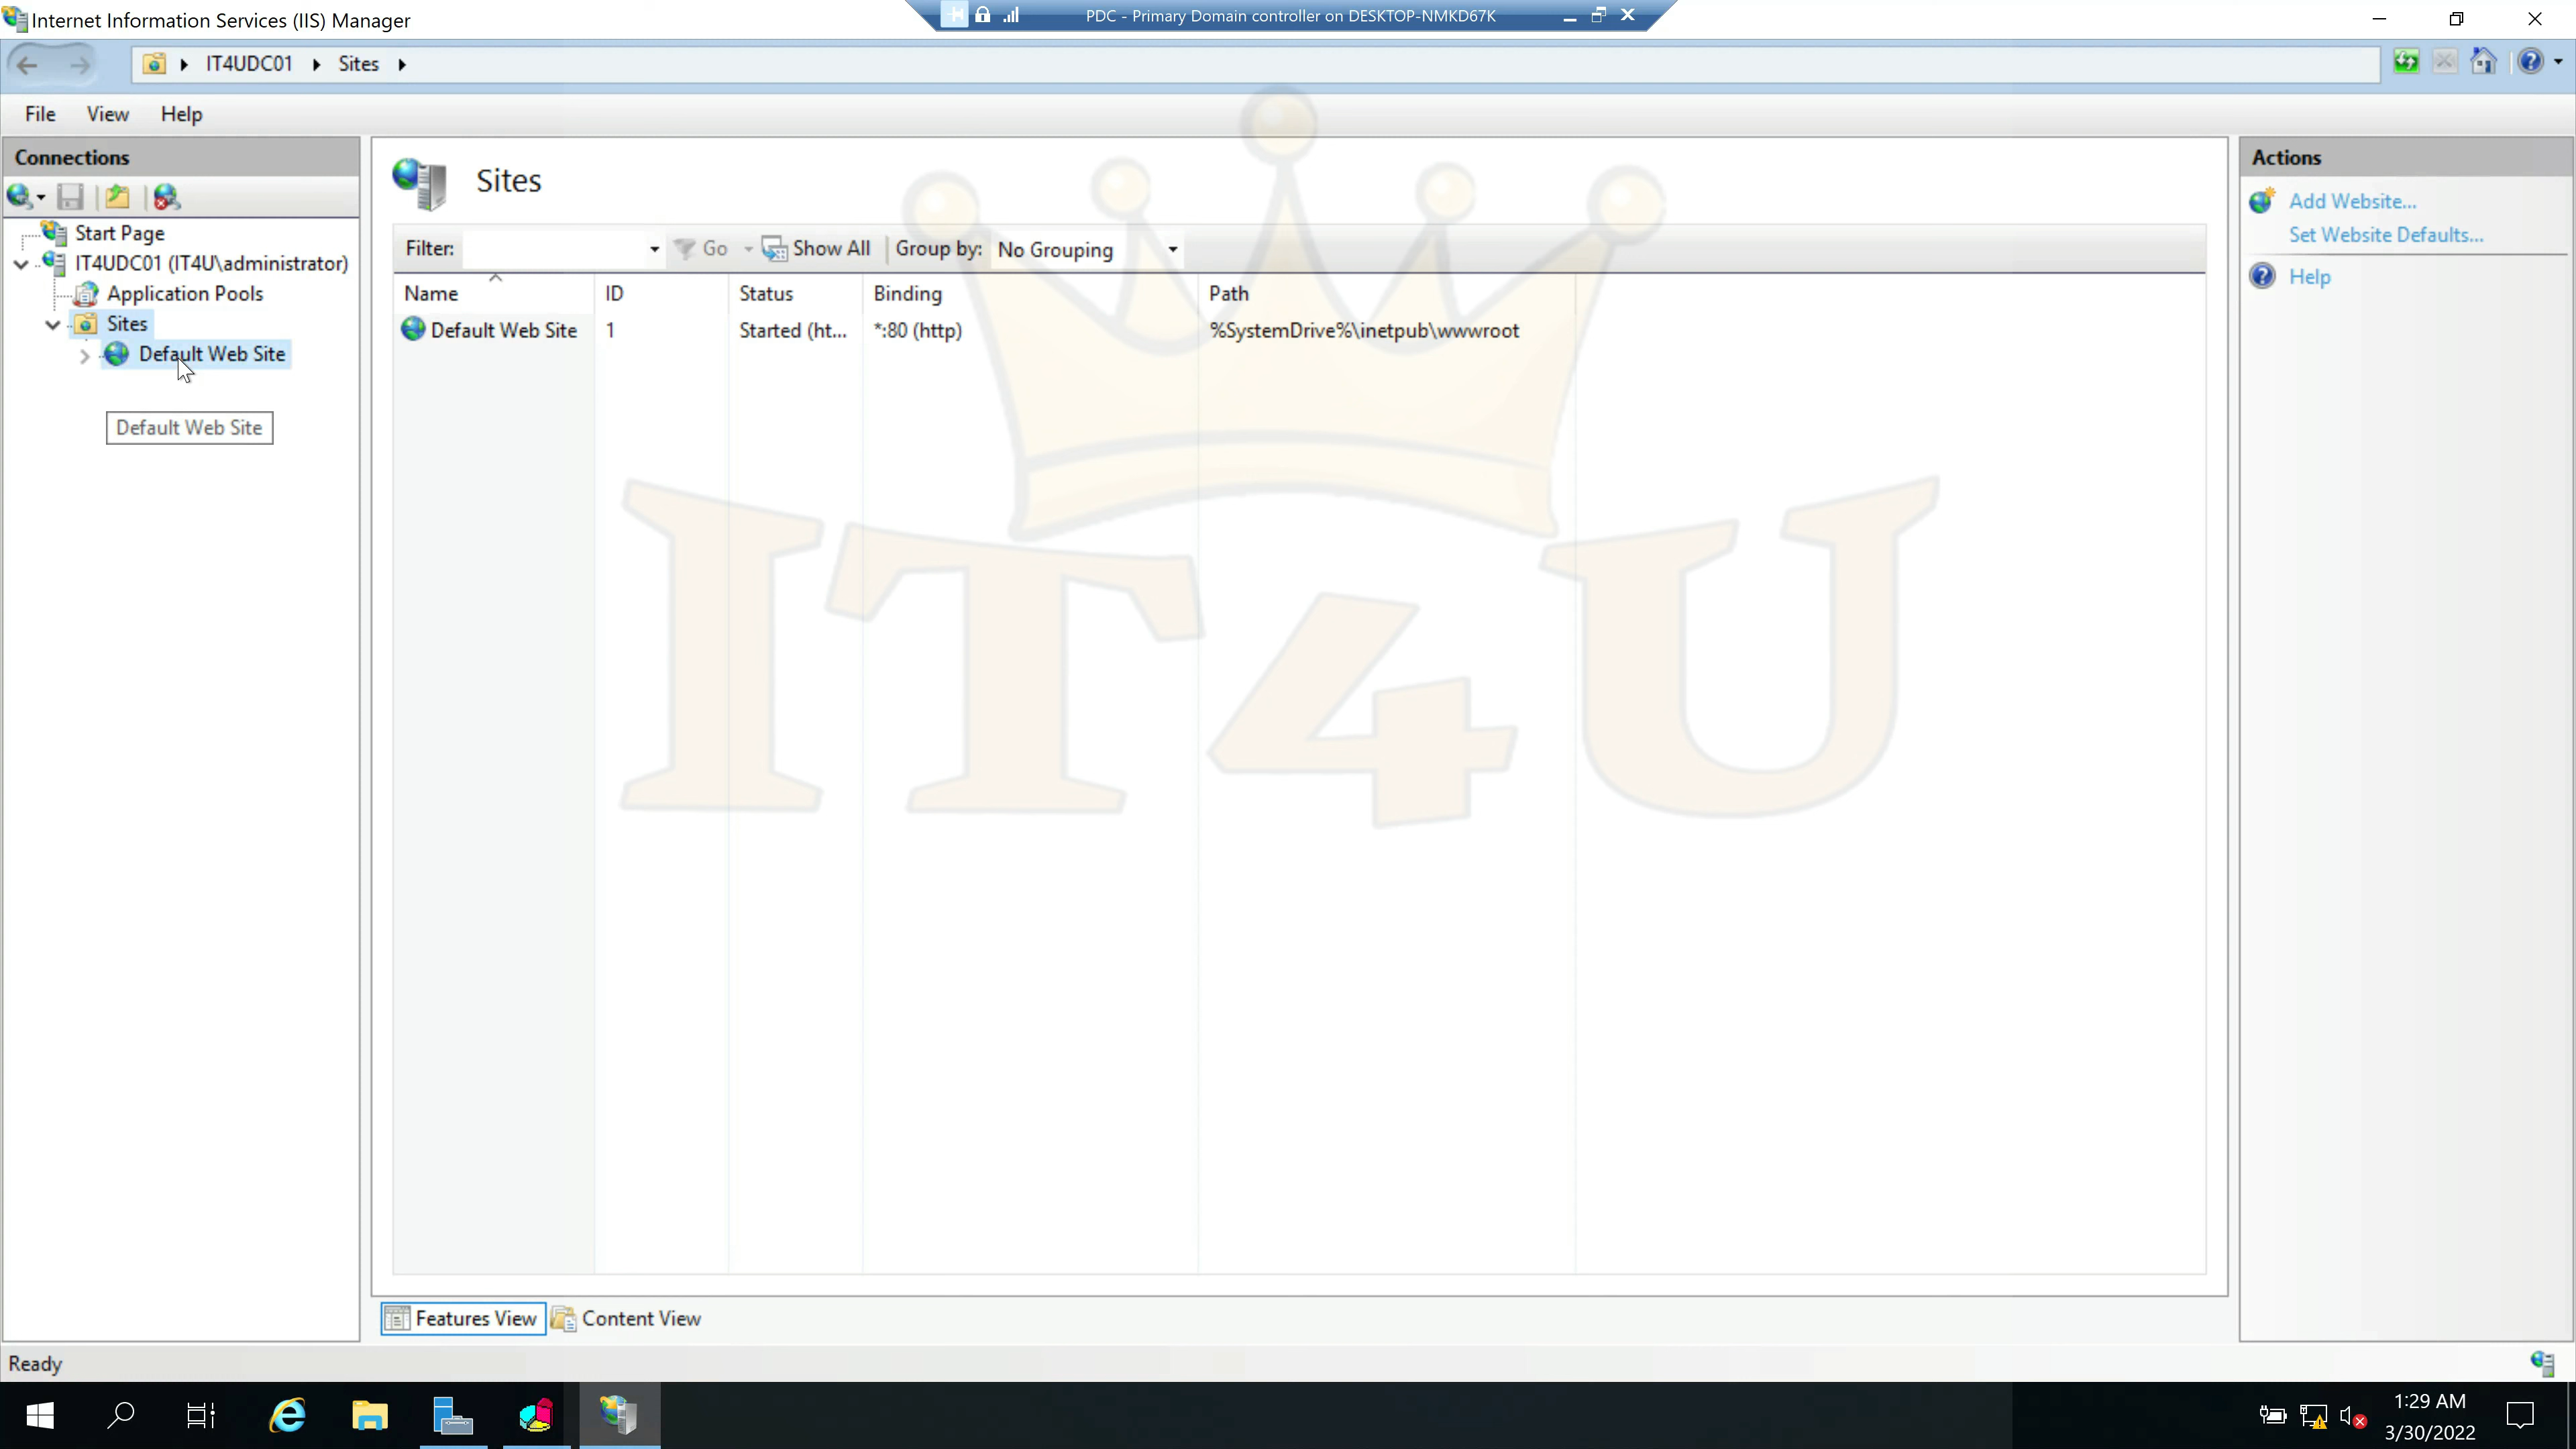 Internet Information Services (IIS) Manager
PDC - Primary Domain controller on DESKTOP-NMKD67K
IT4UDC01
Sites
File View Help
Connections
Start Page
IT4UDC01 (IT4U\administrator)
Application Pools
Sites
Default Web Site
Default Web Site
Sites
Filter: Go Show All Group by: No Grouping
Name ID Status Binding Path
Default Web Site 1 Started (ht... *:80 (http) %SystemDrive%\inetpub\wwwroot
IT4U
Features View Content View
Actions
Add Website...
Set Website Defaults...
Help
Ready
1:29 AM
3/30/2022